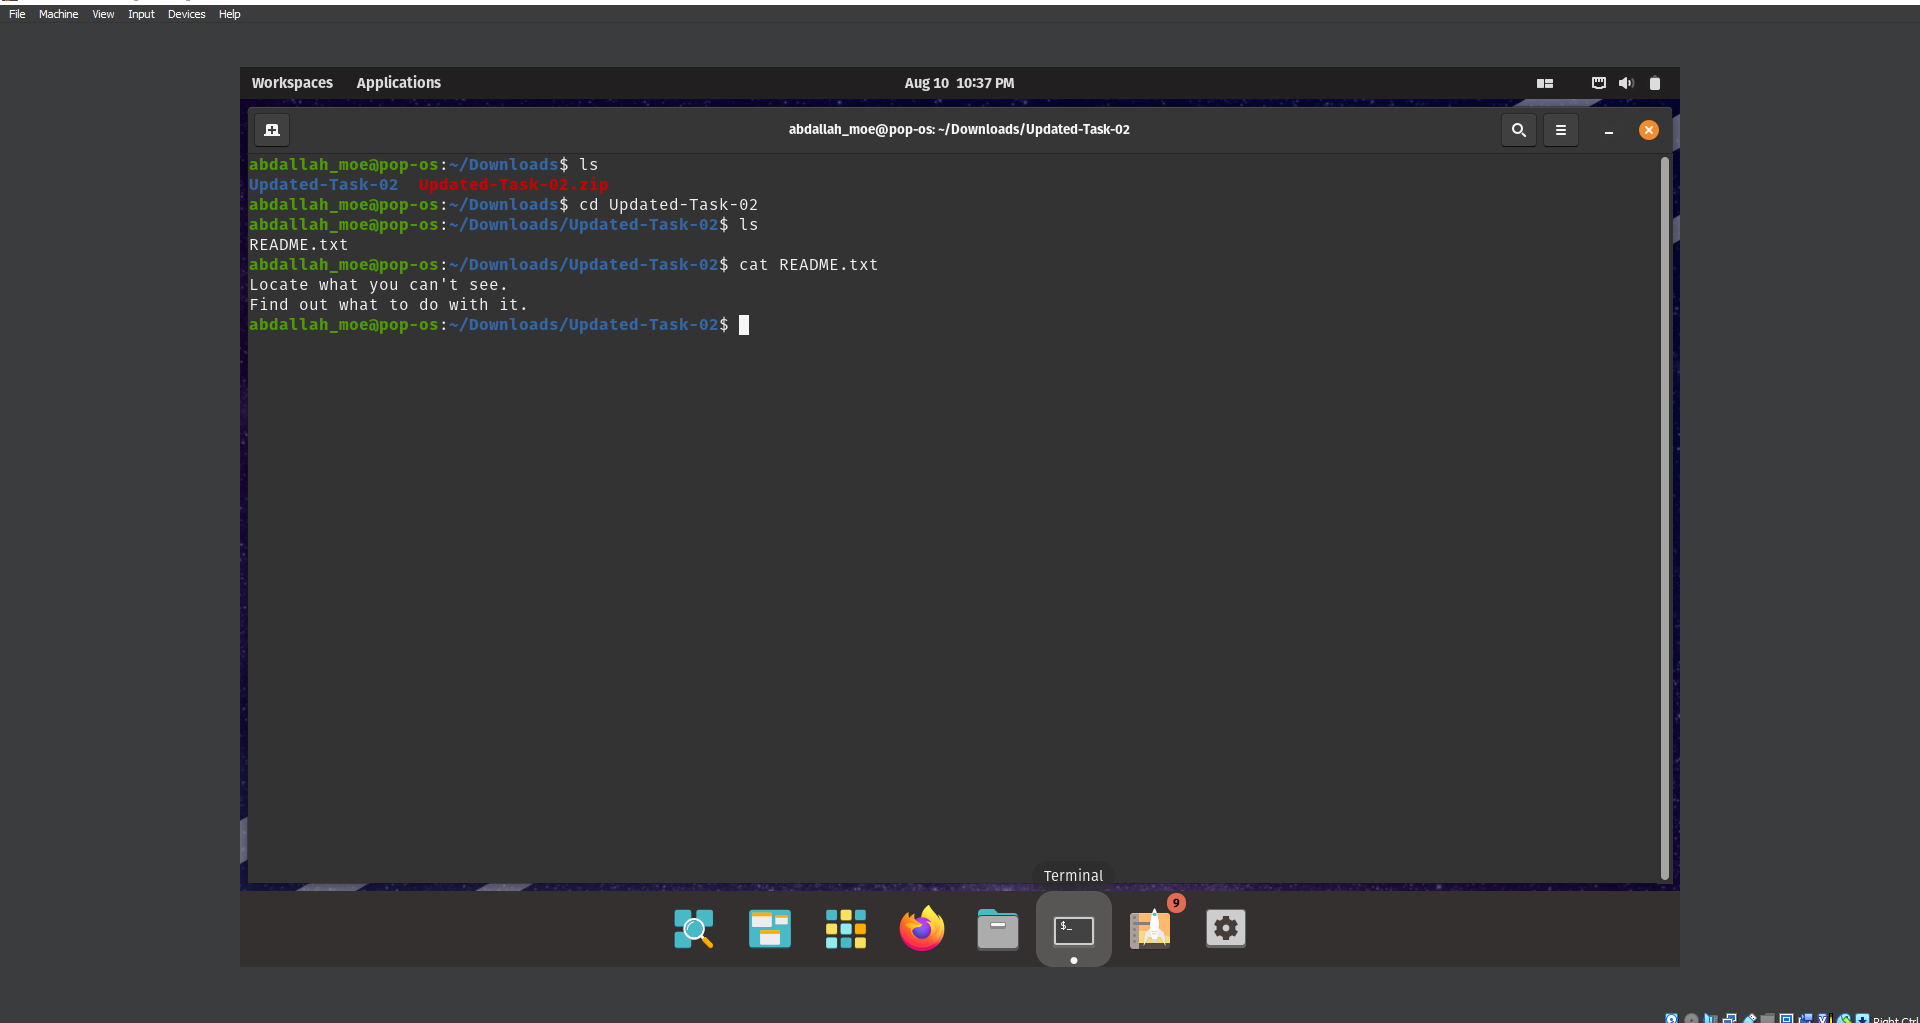 File Machine View Input Devices Help
Workspaces Applications Aug 10 10:37 PM
abdallah_moe@pop-os: ~/Downloads/Updated-Task-02
abdallah_moe@pop-os:~/Downloads$ ls
Updated-Task-02 Updated-Task-02.zip
abdallah_moe@pop-os:~/Downloads$ cd Updated-Task-02
abdallah_moe@pop-os:~/Downloads/Updated-Task-02$ ls
README.txt
abdallah_moe@pop-os:~/Downloads/Updated-Task-02$ cat README.txt
Locate what you can't see.
Find out what to do with it.
abdallah_moe@pop-os:~/Downloads/Updated-Task-02$
Terminal
9
$_
Right Ctrl